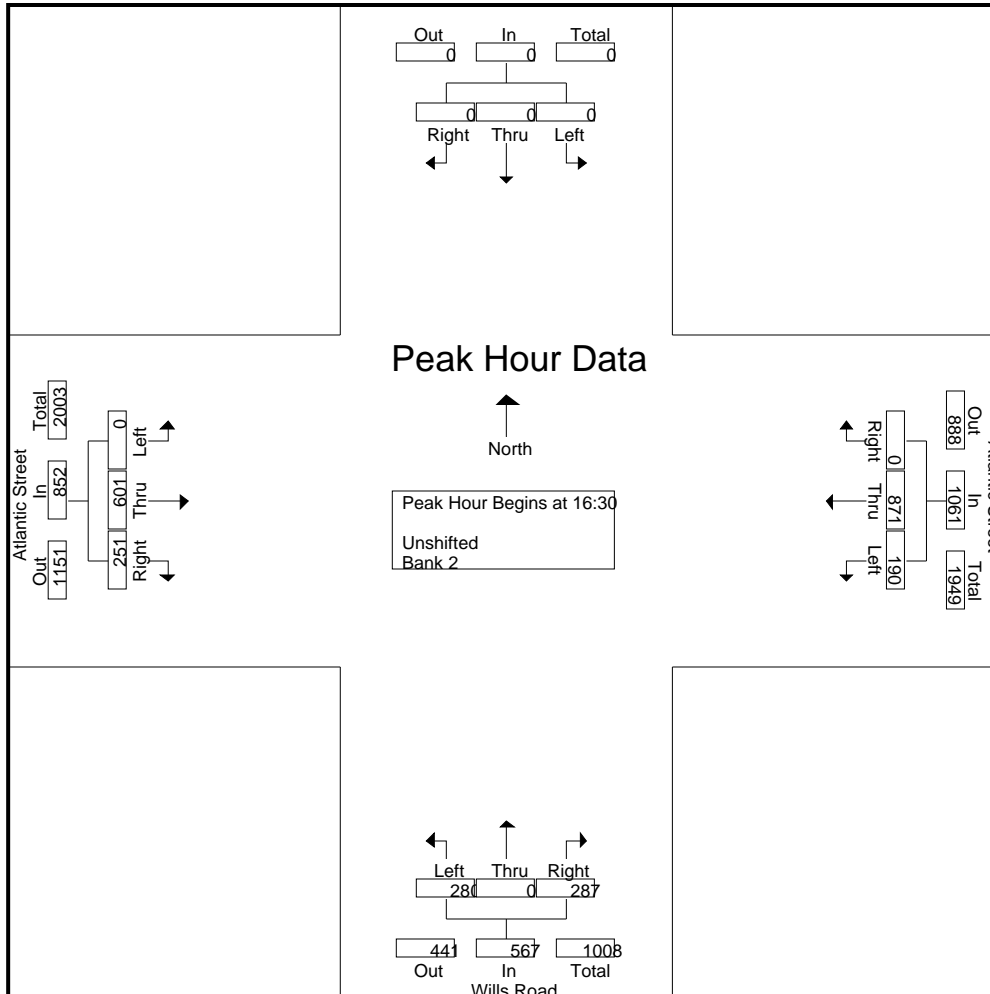 Out In Total
0 0 0
0 0 0
Right Thru Left
Peak Hour Data
North
Peak Hour Begins at 16:30
Unshifted
Bank 2
Atlantic Street
Total In Out
2003 852 1151
0 601 251
Left Thru Right
Out In Total
888 1061 1949
0 871 190
Right Thru Left
Left Thru Right
280 0 287
441 567 1008
Out In Total
Wills Road